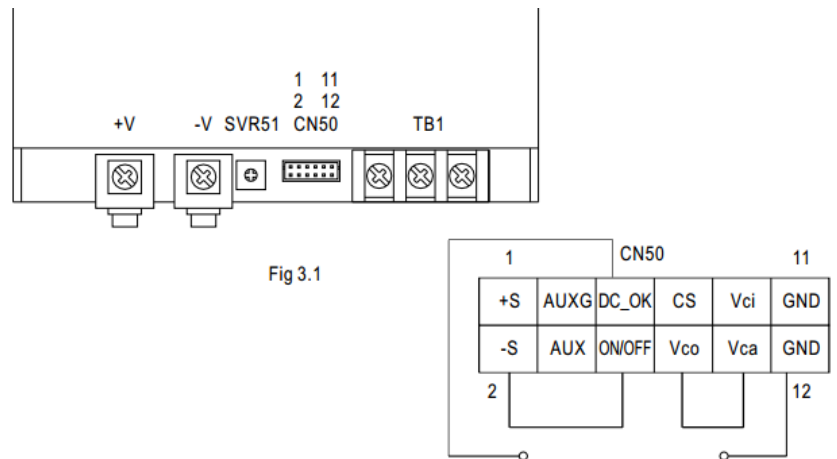 1 11
2 12
+V -V SVR51 CN50 TB1
Fig 3.1
1 CN50 11
+S AUXG DC_OK CS Vci GND
-S AUX ON/OFF Vco Vca GND
2 12